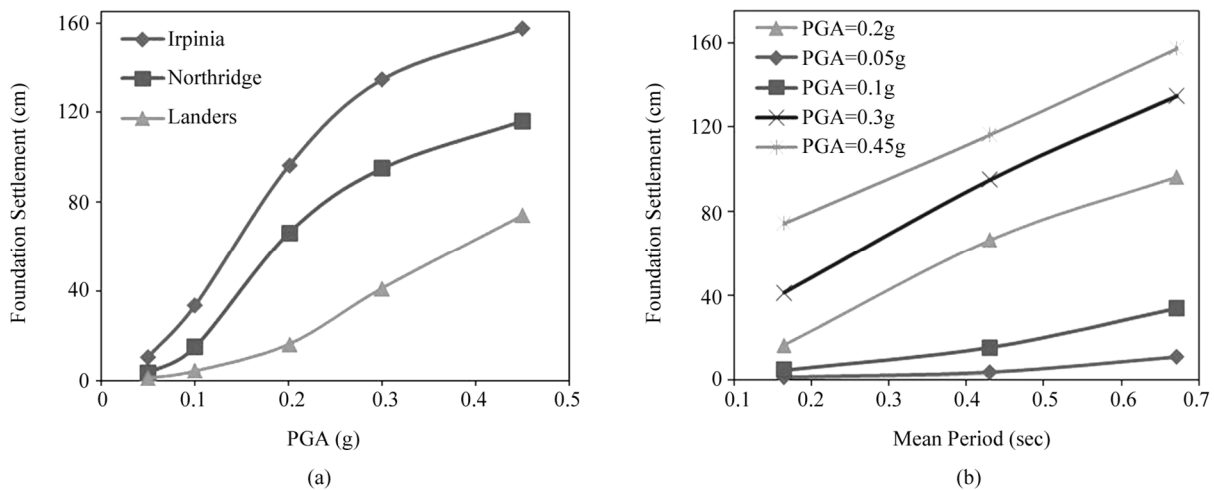 160
120
80
40
0
Foundation Settlement (cm)
Irpinia
Northridge
Landers
0 0.1 0.2 0.3 0.4 0.5
PGA (g)
(a)
160
120
80
40
0
Foundation Settlement (cm)
PGA=0.2g
PGA=0.05g
PGA=0.1g
PGA=0.3g
PGA=0.45g
0.1 0.2 0.3 0.4 0.5 0.6 0.7
Mean Period (sec)
(b)